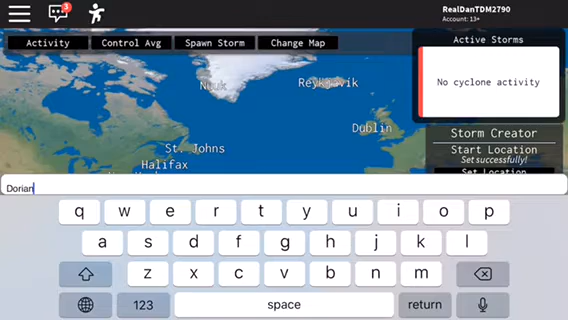 3
RealDanTDM2790
Account: 13+
Activity
Control Avg
Spawn Storm
Change Map
Active Storms
No cyclone activity
Nuuk
Reykjavik
Dublin
St. Johns
Halifax
Storm Creator
Start Location
Set successfully!
Set Location
Dorian
q w e r t y u i o p
a s d f g h j k l
z x c v b n m
123
space
return